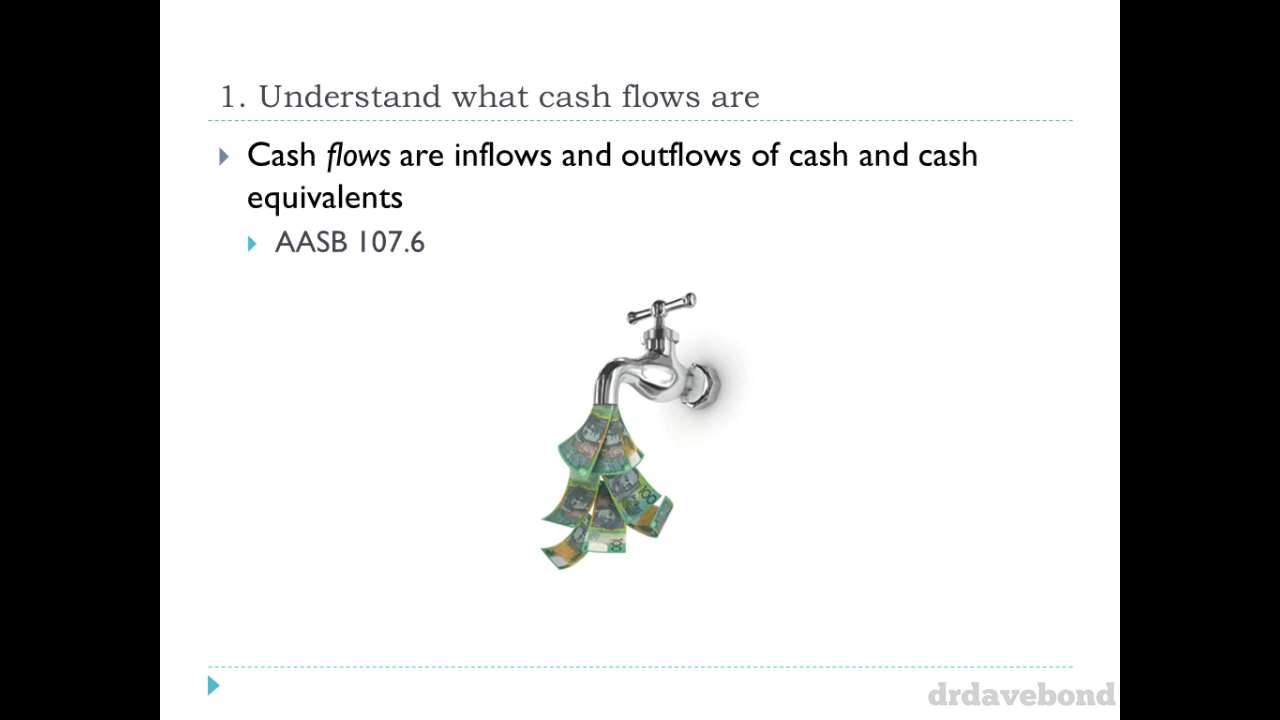 1. Understand what cash flows are
Cash flows are inflows and outflows of cash and cash
equivalents
AASB 107.6
100
drdavebond